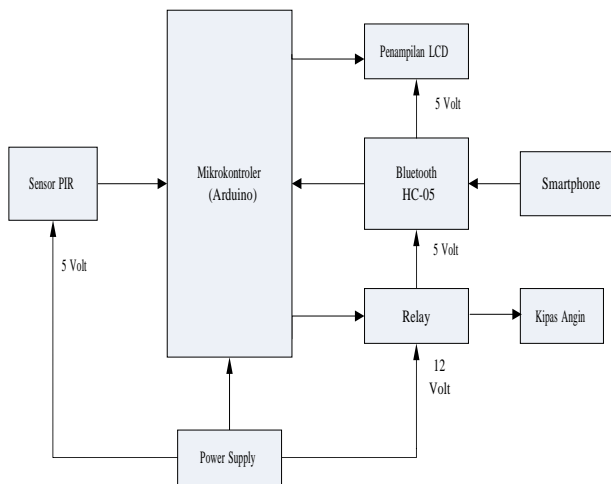 Penampilan LCD
5 Volt
Mikrokontroler
(Arduino)
Bluetooth
HC-05
Smartphone
Sensor PIR
5 Volt
5 Volt
Relay
Kipas Angin
12
Volt
Power Supply